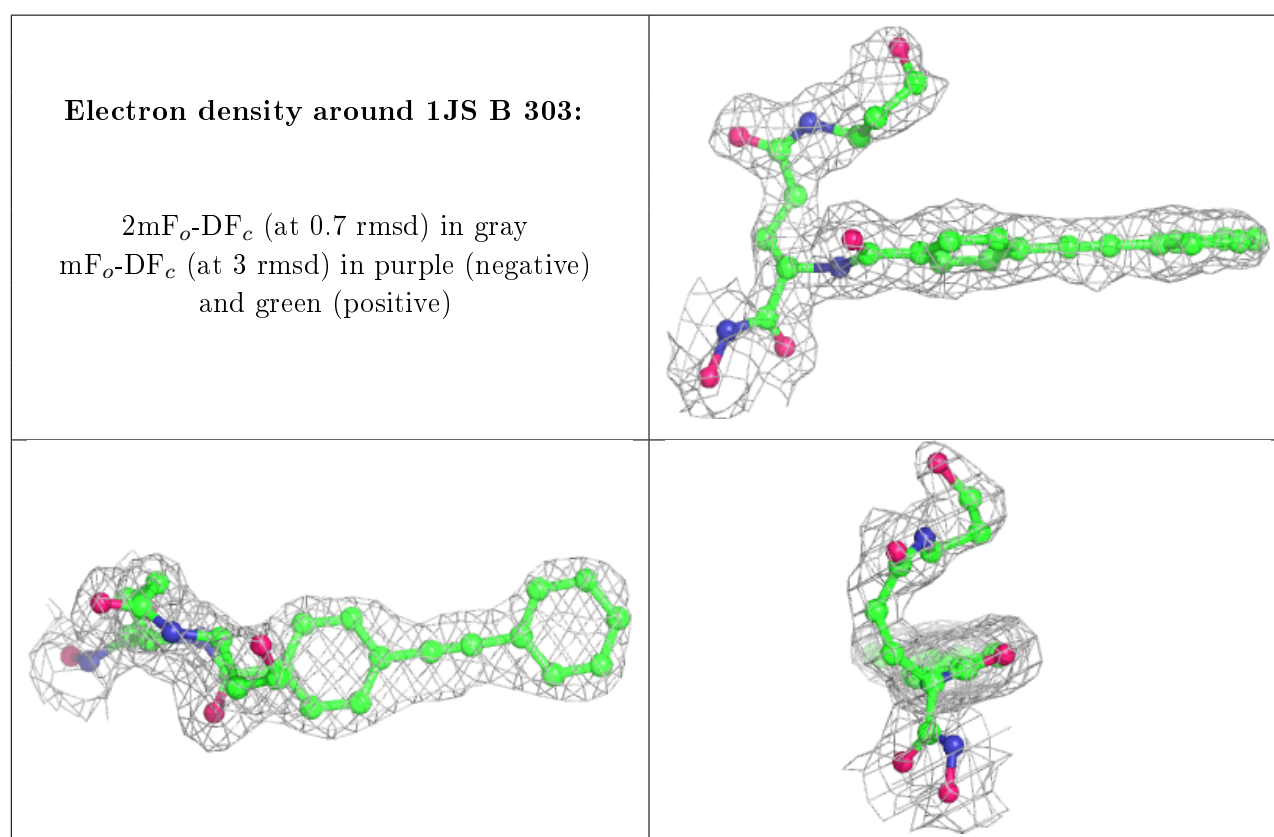 Electron density around 1JS B 303:
2mFo-DFc (at 0.7 rmsd) in gray
mFo-DFc (at 3 rmsd) in purple (negative)
and green (positive)